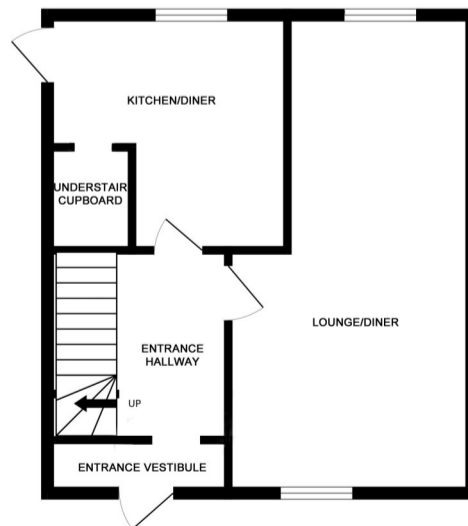 KITCHEN/DINER
UNDERSTAIR
CUPBOARD
LOUNGE/DINER
ENTRANCE
HALLWAY
UP
ENTRANCE VESTIBULE